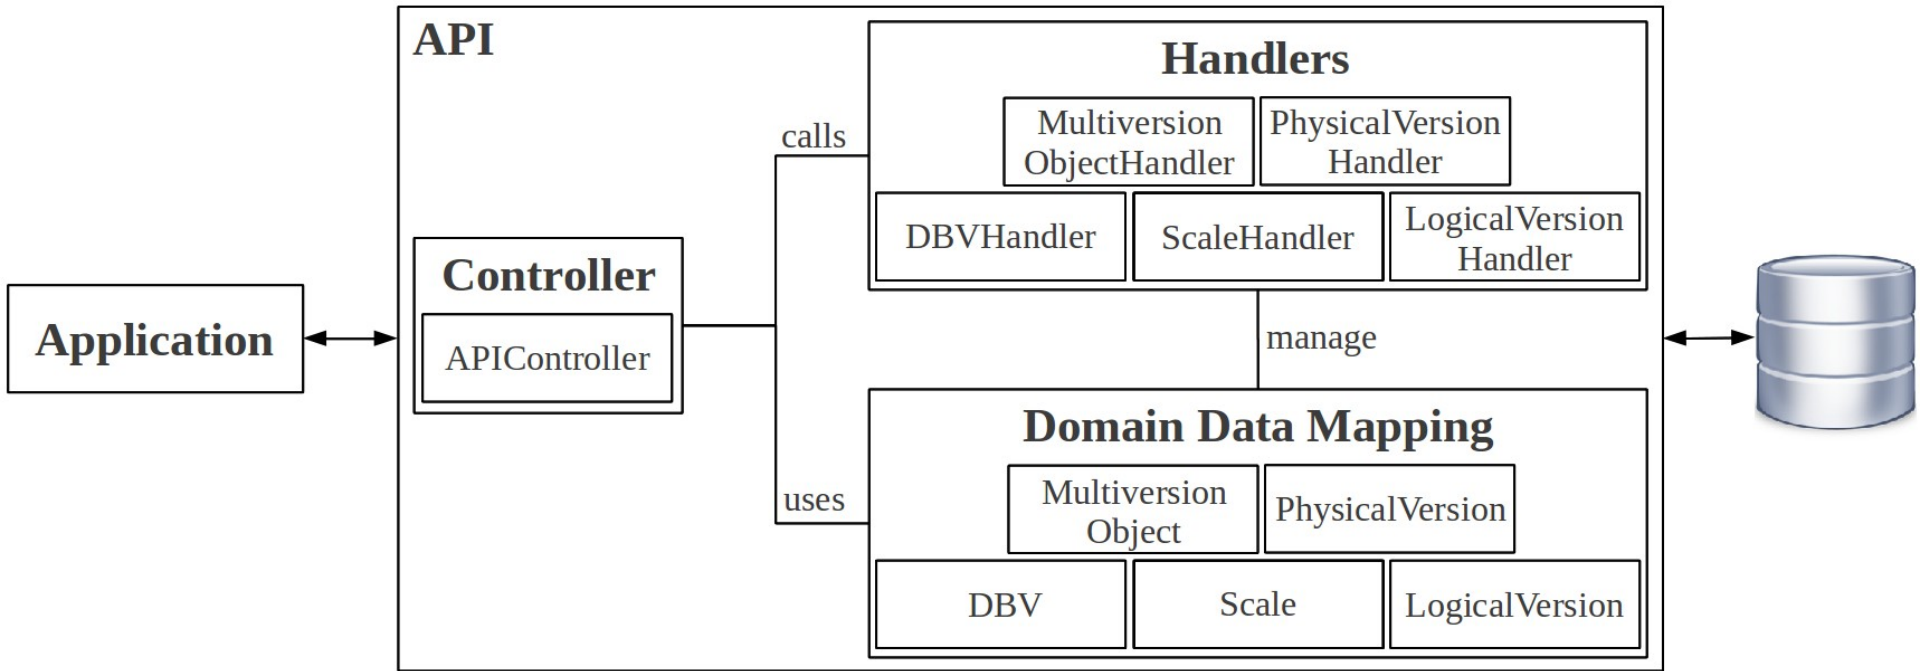 API
Handlers
Multiversion
ObjectHandler
PhysicalVersion
Handler
calls
DBVHandler
ScaleHandler
LogicalVersion
Handler
Controller
APIController
Application
manage
Domain Data Mapping
Multiversion
Object
PhysicalVersion
uses
DBV
Scale
LogicalVersion